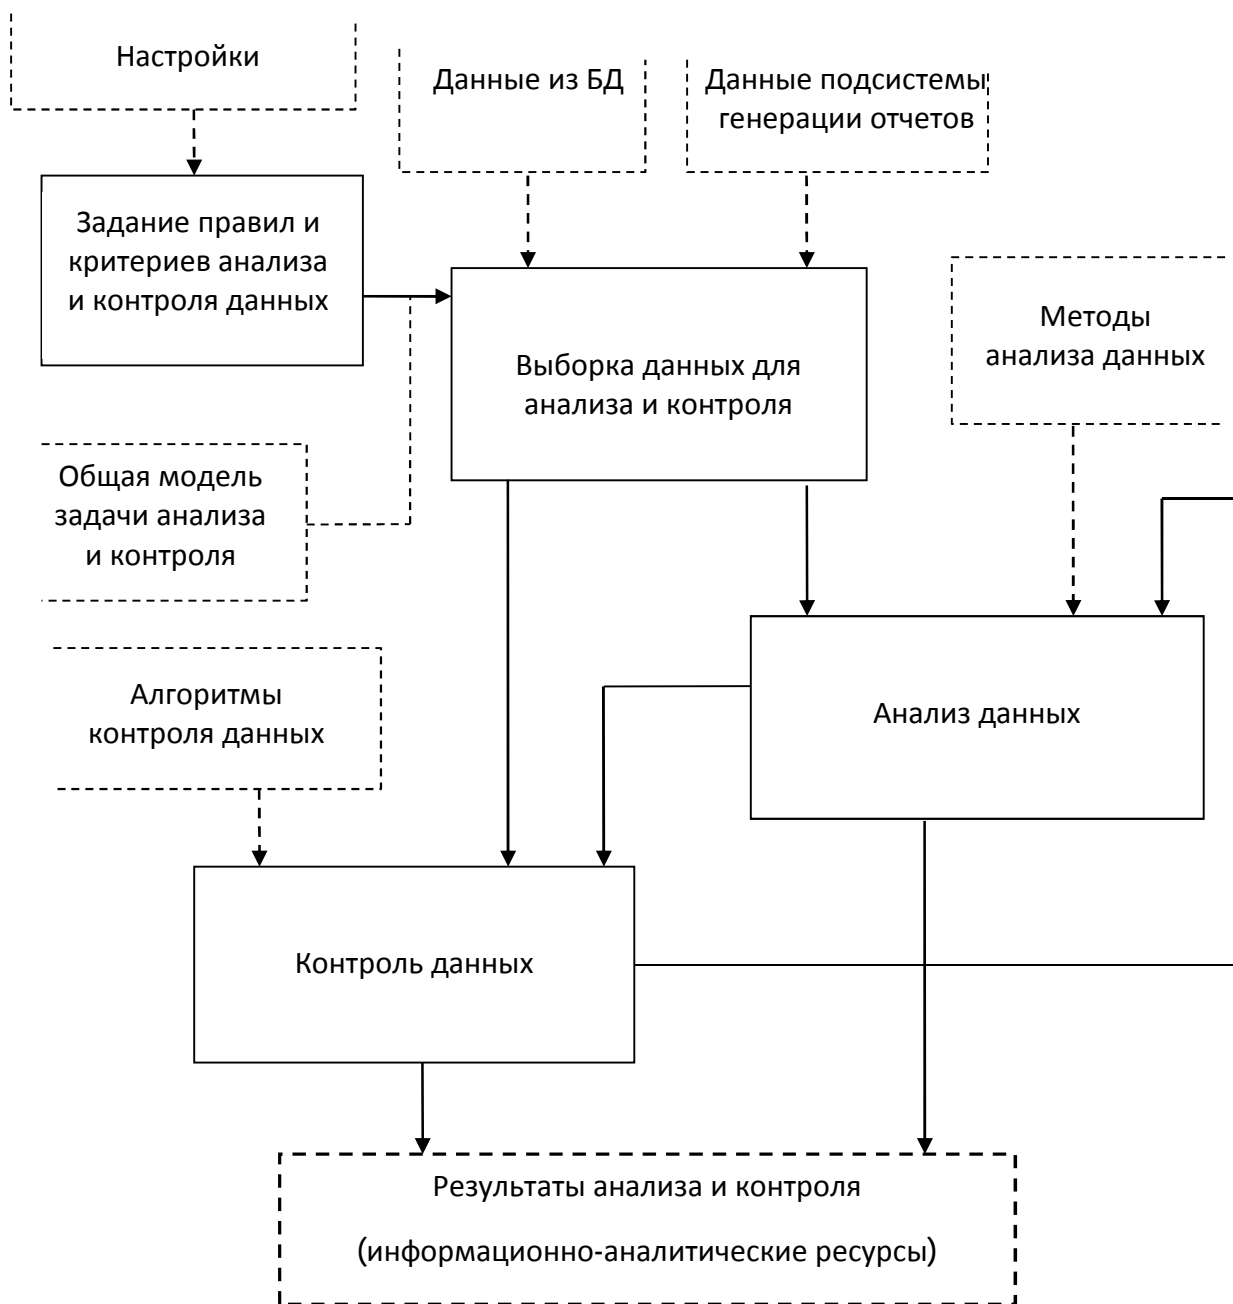 Настройки
Данные из БД
Данные подсистемы
генерации отчетов
Задание правил и
критериев анализа
и контроля данных
Методы
анализа данных
Выборка данных для
анализа и контроля
Общая модель
задачи анализа
и контроля
Алгоритмы
контроля данных
Анализ данных
Контроль данных
Результаты анализа и контроля
(информационно-аналитические ресурсы)